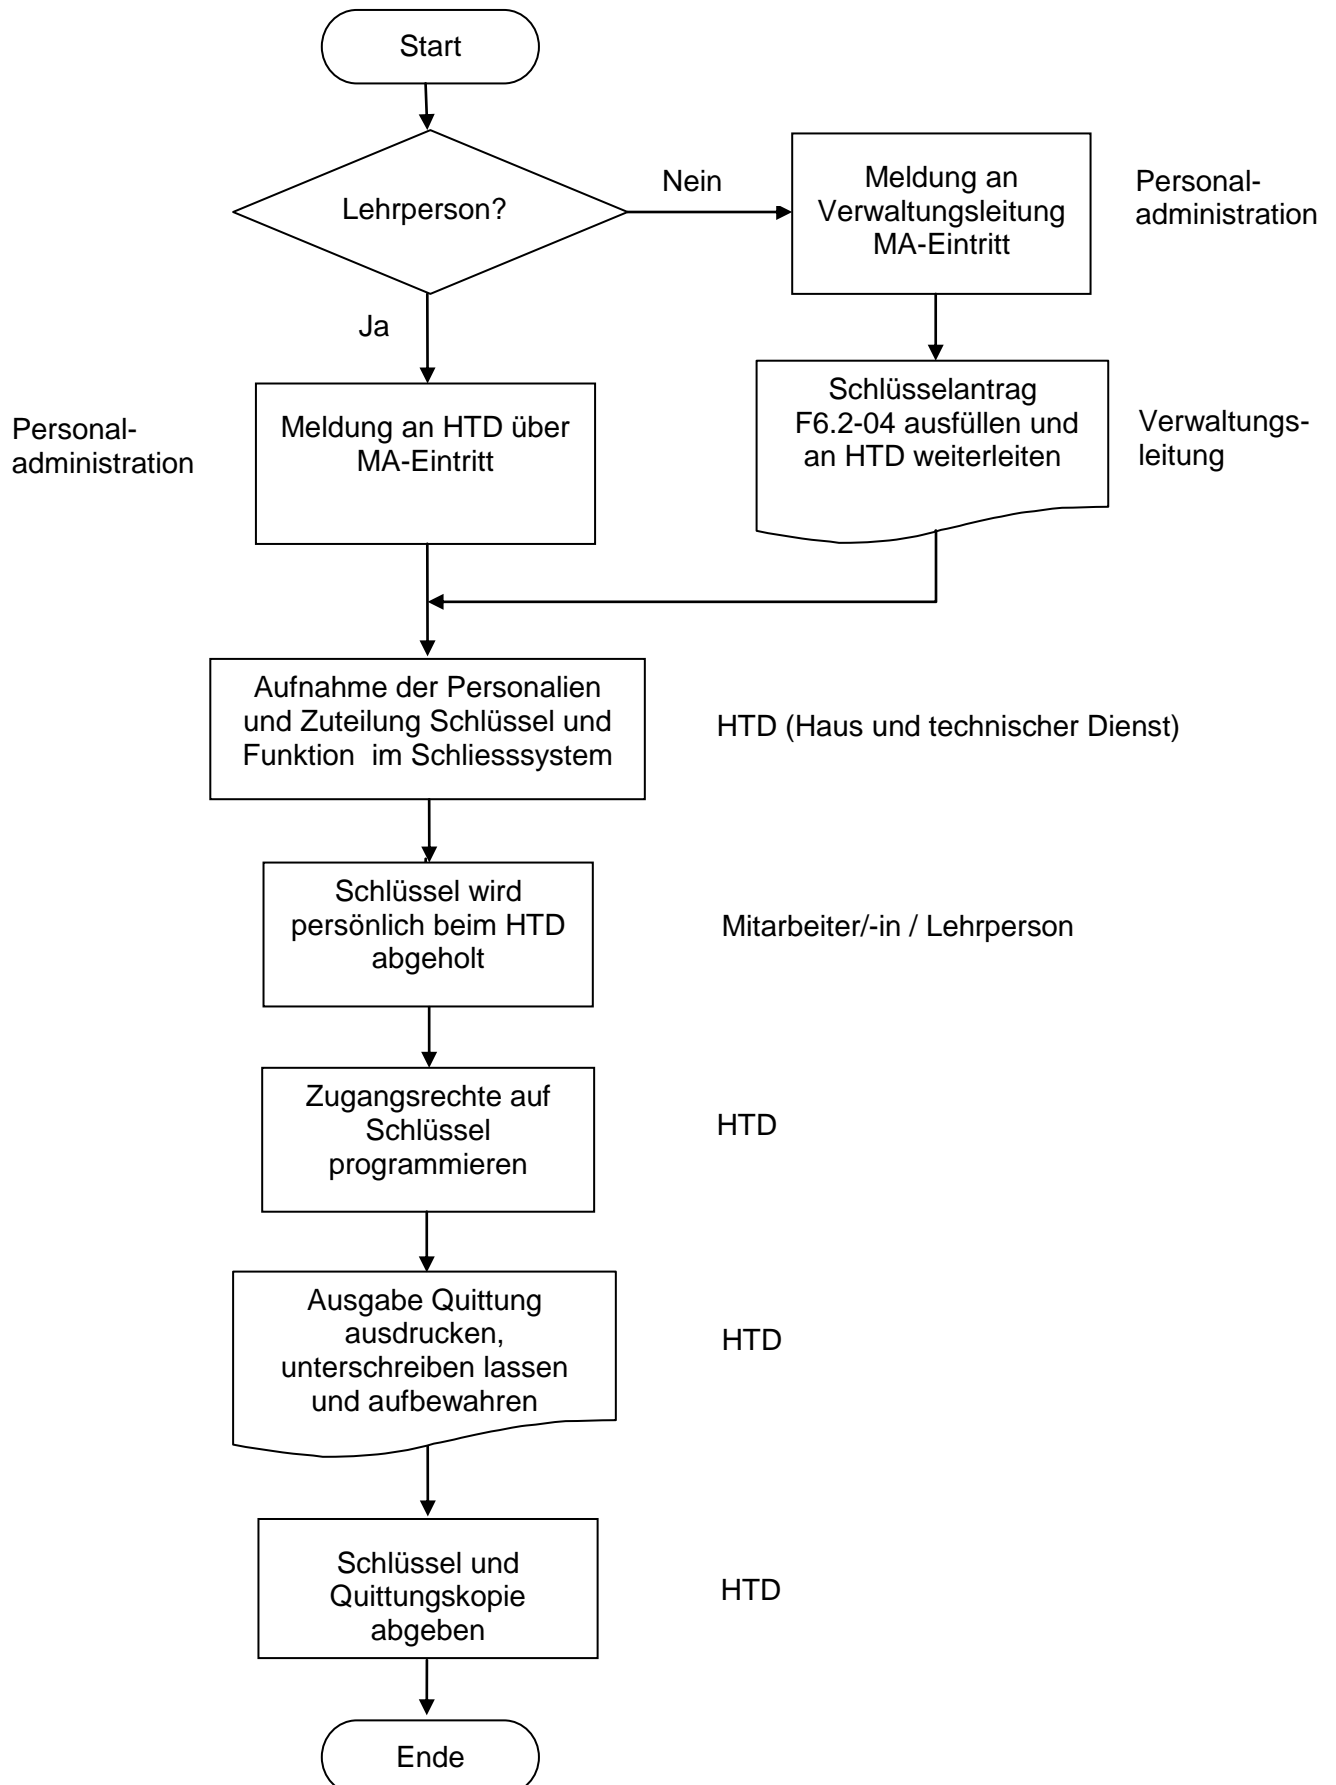 Start
Lehrperson?
Nein
Meldung an
Verwaltungsleitung
MA-Eintritt
Personal-
administration
Ja
Schlüsselantrag
F6.2-04 ausfüllen und
an HTD weiterleiten
Verwaltungs-
leitung
Personal-
administration
Meldung an HTD über
MA-Eintritt
Aufnahme der Personalien
und Zuteilung Schlüssel und
Funktion  im Schliesssystem
HTD (Haus und technischer Dienst)
Schlüssel wird
persönlich beim HTD
abgeholt
Mitarbeiter/-in / Lehrperson
Zugangsrechte auf
Schlüssel
programmieren
HTD
Ausgabe Quittung
ausdrucken,
unterschreiben lassen
und aufbewahren
HTD
Schlüssel und
Quittungskopie
abgeben
HTD
Ende